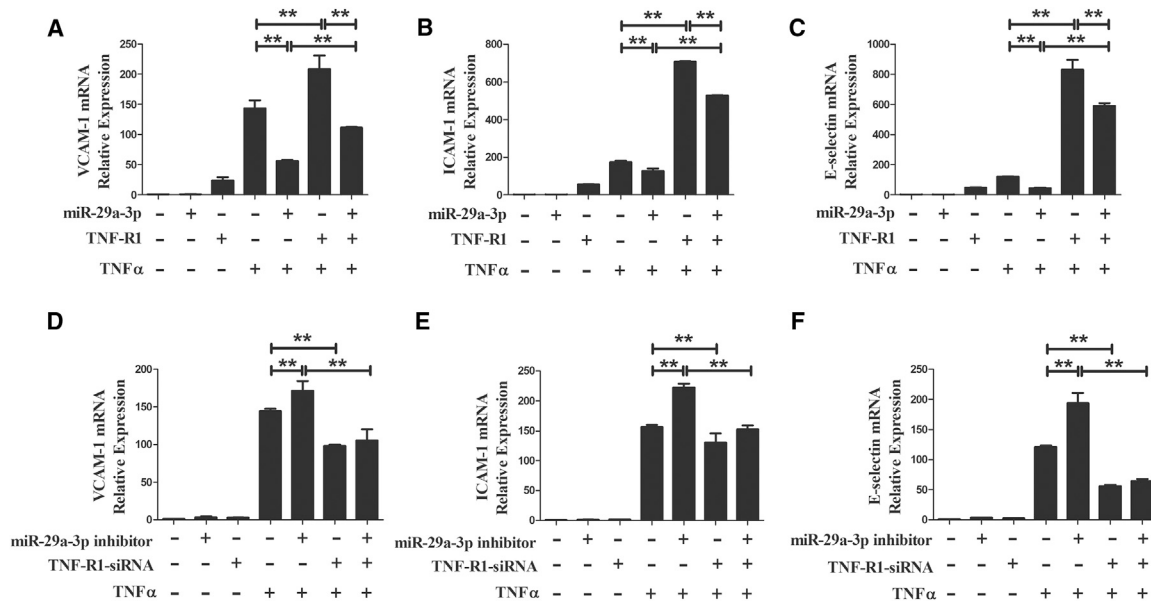 A
VCAM-1 mRNA
Relative Expression
250
200
150
100
50
0
** **
** **
miR-29a-3p – + – – + – +
TNF-R1 – – + – – + +
TNFα – – – + + + +
B
ICAM-1 mRNA
Relative Expression
800
600
400
200
0
** **
** **
miR-29a-3p – + – – + – +
TNF-R1 – – + – – + +
TNFα – – – + + + +
C
E-selectin mRNA
Relative Expression
1000
800
600
400
200
0
** **
** **
miR-29a-3p – + – – + – +
TNF-R1 – – + – – + +
TNFα – – – + + + +
D
VCAM-1 mRNA
Relative Expression
200
150
100
50
0
**
** **
miR-29a-3p inhibitor – + – – + – +
TNF-R1-siRNA – – + – – + +
TNFα – – – + + + +
E
ICAM-1 mRNA
Relative Expression
250
200
150
100
50
0
**
** **
miR-29a-3p inhibitor – + – – + – +
TNF-R1-siRNA – – + – – + +
TNFα – – – + + + +
F
E-selectin mRNA
Relative Expression
250
200
150
100
50
0
**
** **
miR-29a-3p inhibitor – + – – + – +
TNF-R1-siRNA – – + – – + +
TNFα – – – + + + +